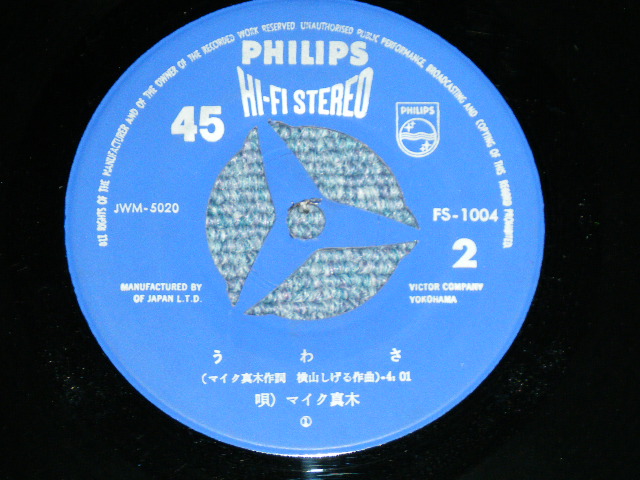 ALL RIGHTS OF THE MANUFACTURER AND OF THE OWNER OF THE RECORDED WORK RESERVED UNAUTHORISED PUBLIC PERFORMANCE BROADCASTING AND COPYING OF THIS RECORD PROHIBITED
PHILIPS
HI-FI STEREO
45
PHILIPS
JWM-5020
FS-1004
2
MANUFACTURED BY VICTOR COMPANY
OF JAPAN L.T.D. YOKOHAMA
うわさ
(マイク真木作詞 横山しげる作曲)-4:01
唄) マイク真木
①